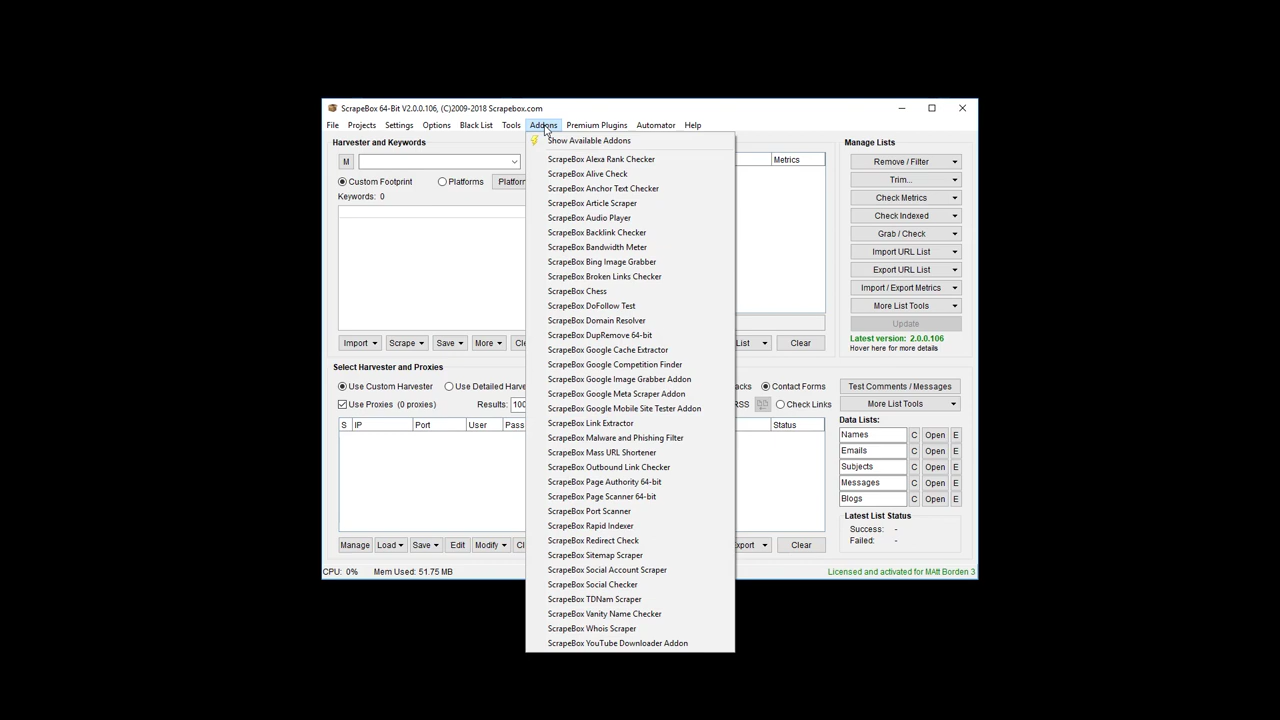 ScrapeBox 64-Bit V2.0.0.106, (C)2009-2018 Scrapebox.com
File Projects Settings Options Black List Tools Addons Premium Plugins Automator Help
Harvester and Keywords
M
Custom Footprint Platforms
Keywords: 0
Import Scrape Save More
Show Available Addons
ScrapeBox Alexa Rank Checker
ScrapeBox Alive Check
ScrapeBox Anchor Text Checker
ScrapeBox Article Scraper
ScrapeBox Audio Player
ScrapeBox Backlink Checker
ScrapeBox Bandwidth Meter
ScrapeBox Bing Image Grabber
ScrapeBox Broken Links Checker
ScrapeBox Chess
ScrapeBox DoFollow Test
ScrapeBox Domain Resolver
ScrapeBox DupRemove 64-bit
ScrapeBox Google Cache Extractor
ScrapeBox Google Competition Finder
ScrapeBox Google Image Grabber Addon
ScrapeBox Google Meta Scraper Addon
ScrapeBox Google Mobile Site Tester Addon
ScrapeBox Link Extractor
ScrapeBox Malware and Phishing Filter
ScrapeBox Mass URL Shortener
ScrapeBox Outbound Link Checker
ScrapeBox Page Authority 64-bit
ScrapeBox Page Scanner 64-bit
ScrapeBox Port Scanner
ScrapeBox Rapid Indexer
ScrapeBox Redirect Check
ScrapeBox Sitemap Scraper
ScrapeBox Social Account Scraper
ScrapeBox Social Checker
ScrapeBox TDNam Scraper
ScrapeBox Vanity Name Checker
ScrapeBox Whois Scraper
ScrapeBox YouTube Downloader Addon
Metrics
List Clear
Manage Lists
Remove / Filter
Trim...
Check Metrics
Check Indexed
Grab / Check
Import URL List
Export URL List
Import / Export Metrics
More List Tools
Update
Latest version: 2.0.0.106
Hover here for more details
Select Harvester and Proxies
Use Custom Harvester Use Detailed Harve
Use Proxies (0 proxies) Results: 100
S IP Port User Pass
Manage Load Save Edit Modify
acks Contact Forms
RSS Check Links
Status
xport Clear
Test Comments / Messages
More List Tools
Data Lists:
Names C Open E
Emails C Open E
Subjects C Open E
Messages C Open E
Blogs C Open E
Latest List Status
Success: -
Failed: -
CPU: 0% Mem Used: 51.75 MB
Licensed and activated for MAtt Borden 3